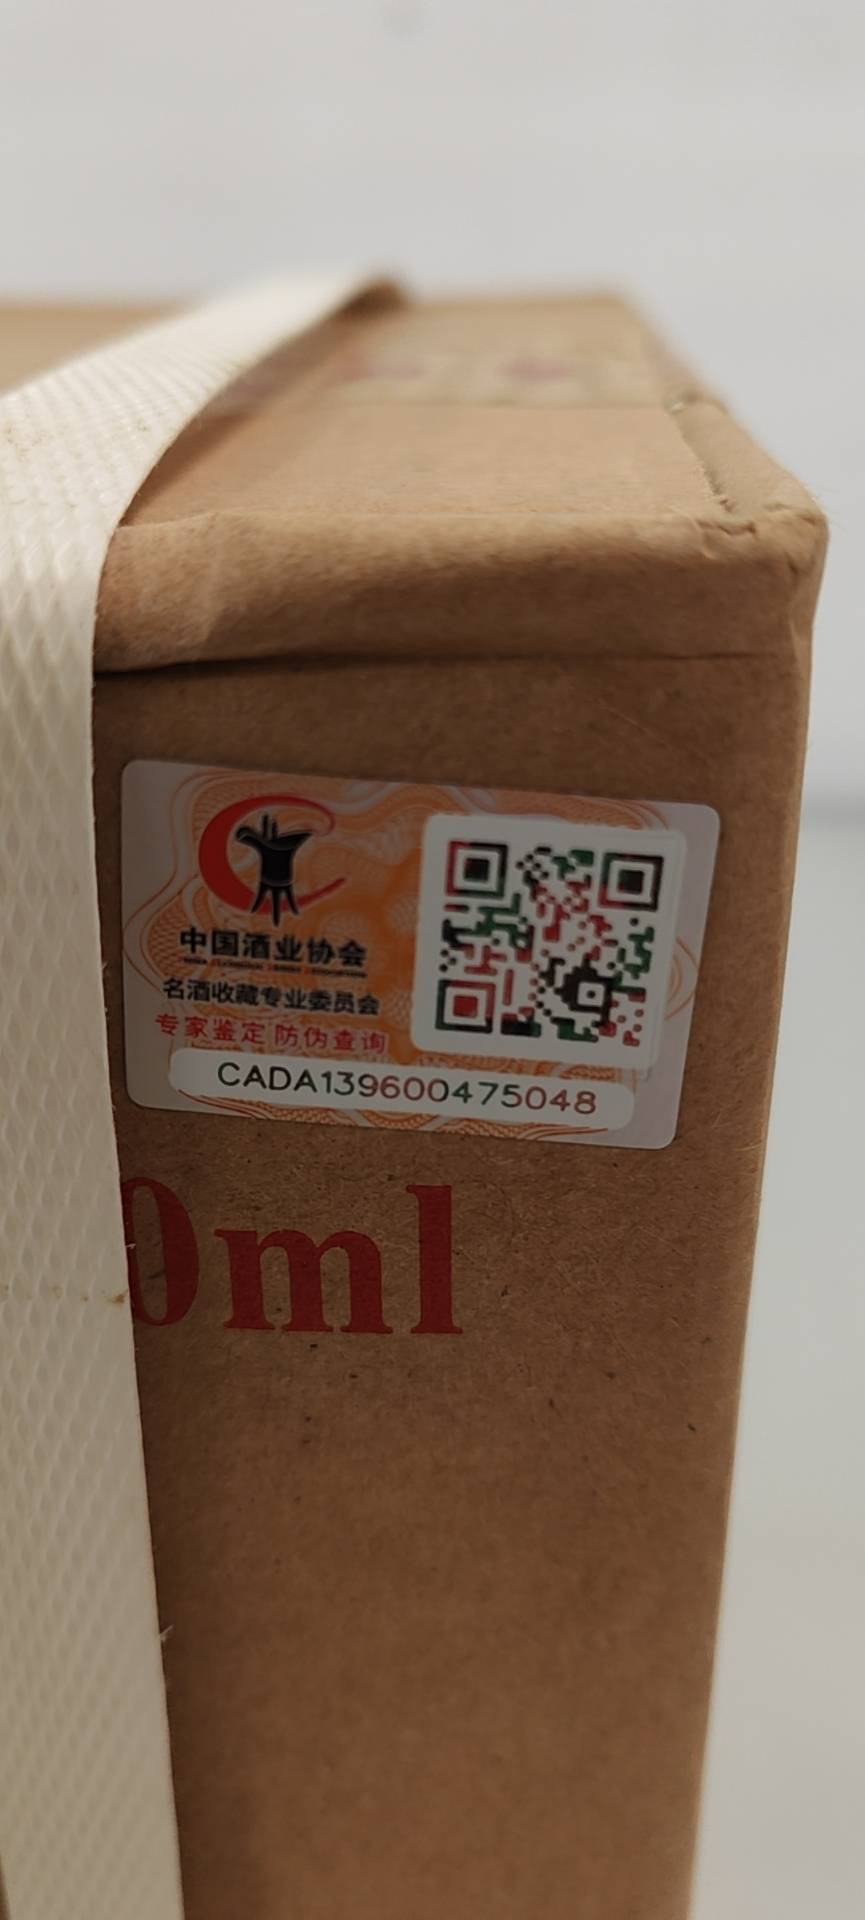 中国酒业协会
名酒收藏专业委员会
专家鉴定 防伪查询
CADA139600475048
0ml